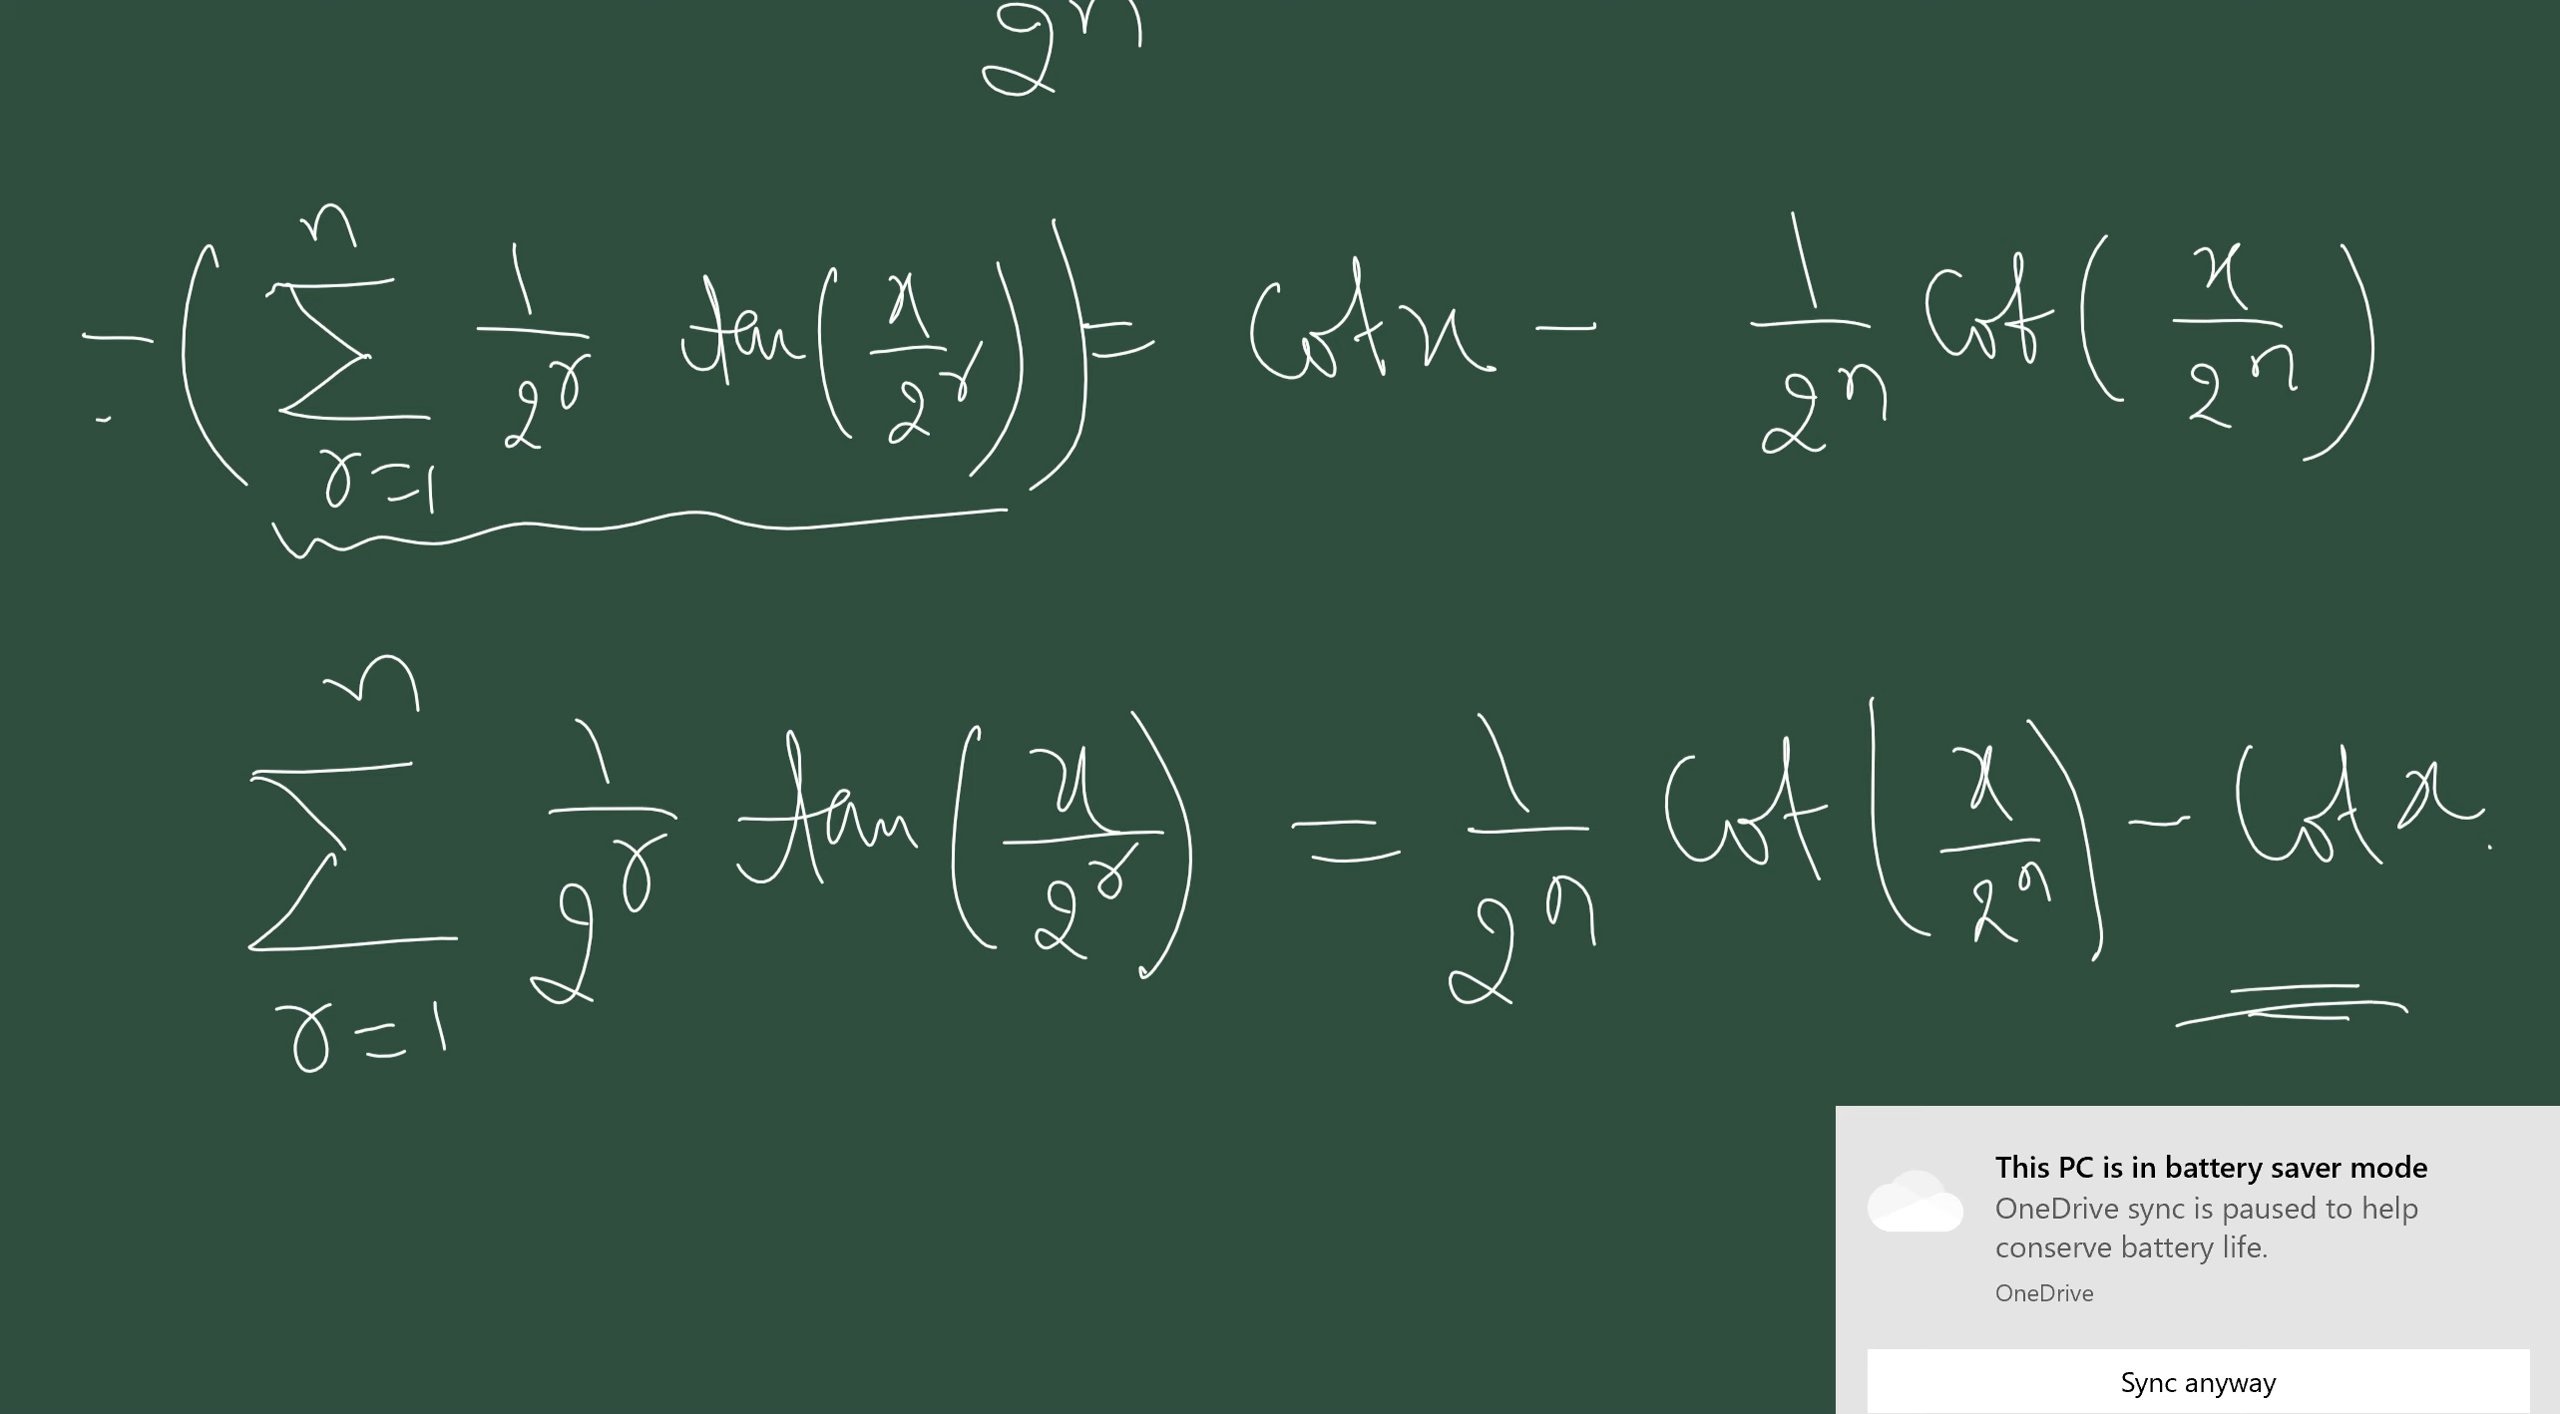 2^n
-(∑_{r=1}^{n} 1/2^r tan(x/2^r)) = Cot x - 1/2^n Cot(x/2^n)
∑_{r=1}^{n} 1/2^r tan(x/2^r) = 1/2^n Cot(x/2^n) - Cot x.
This PC is in battery saver mode
OneDrive sync is paused to help
conserve battery life.
OneDrive
Sync anyway